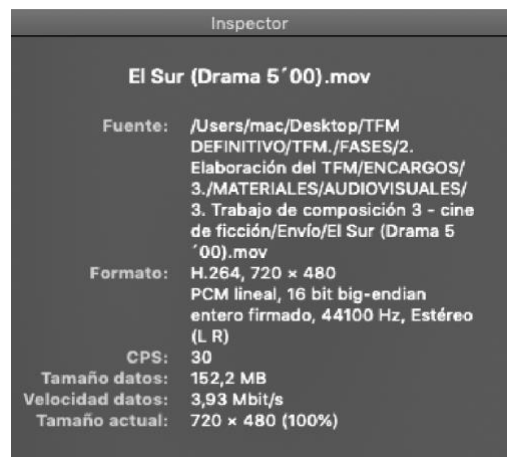 Inspector
El Sur (Drama 5´00).mov
Fuente: /Users/mac/Desktop/TFM
DEFINITIVO/TFM./FASES/2.
Elaboración del TFM/ENCARGOS/
3./MATERIALES/AUDIOVISUALES/
3. Trabajo de composición 3 - cine
de ficción/Envío/El Sur (Drama 5
´00).mov
Formato: H.264, 720 × 480
PCM lineal, 16 bit big-endian
entero firmado, 44100 Hz, Estéreo
(L R)
CPS: 30
Tamaño datos: 152,2 MB
Velocidad datos: 3,93 Mbit/s
Tamaño actual: 720 × 480 (100%)